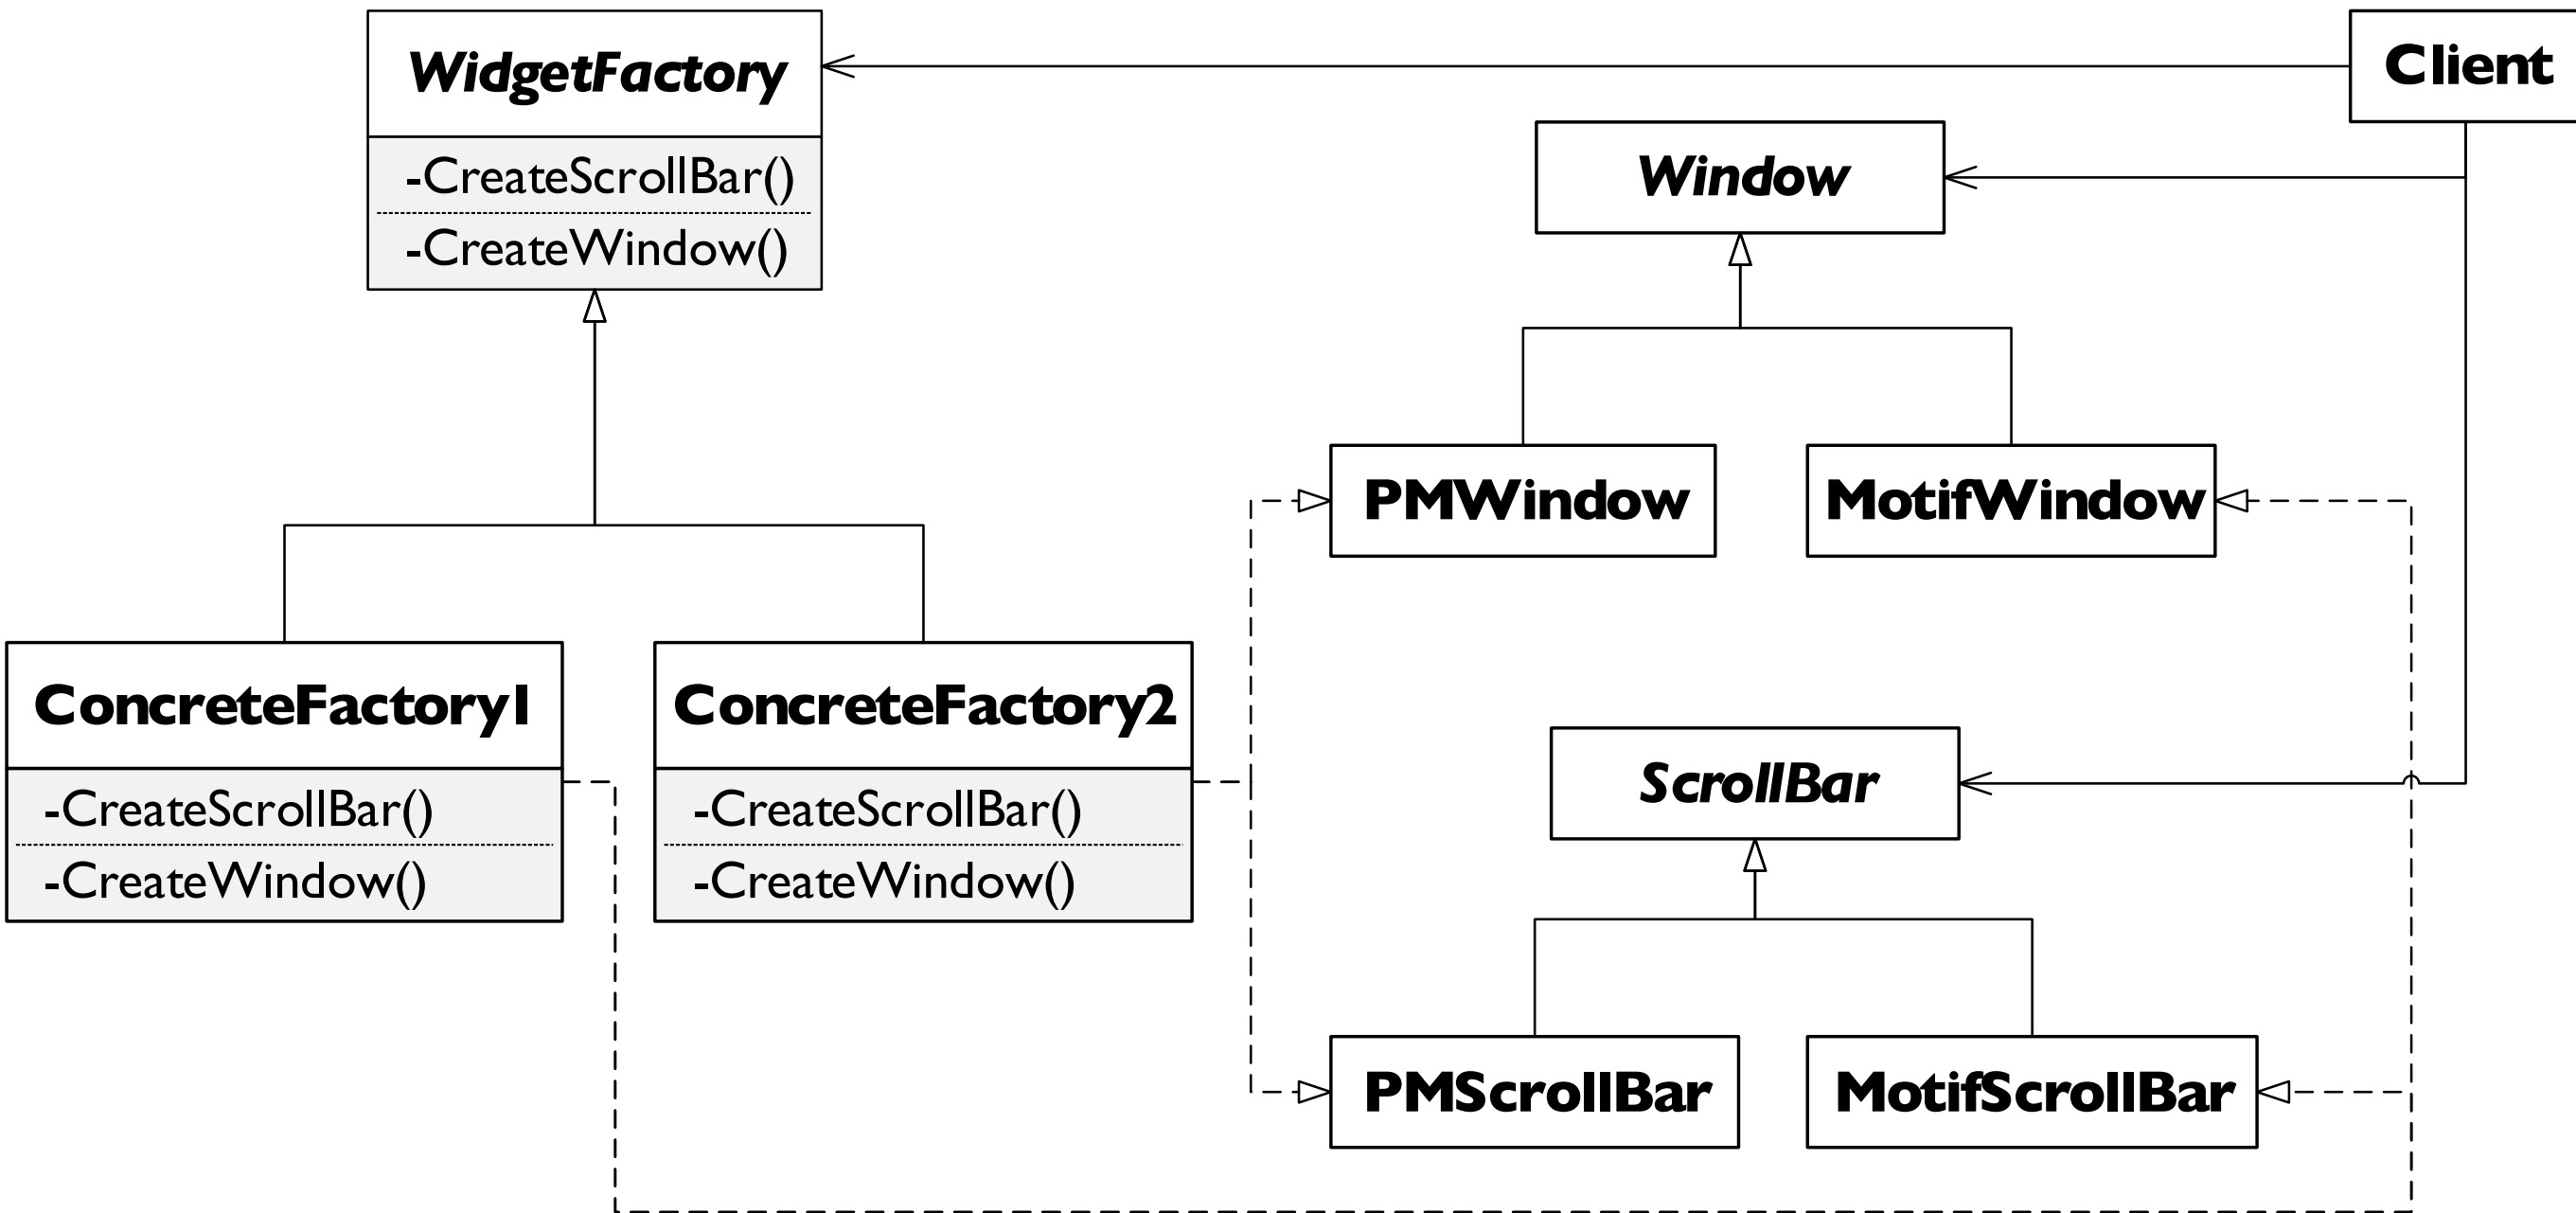 WidgetFactory
-CreateScrollBar()
-CreateWindow()
Client
Window
PMWindow
MotifWindow
ConcreteFactory1
-CreateScrollBar()
-CreateWindow()
ConcreteFactory2
-CreateScrollBar()
-CreateWindow()
ScrollBar
PMScrollBar
MotifScrollBar